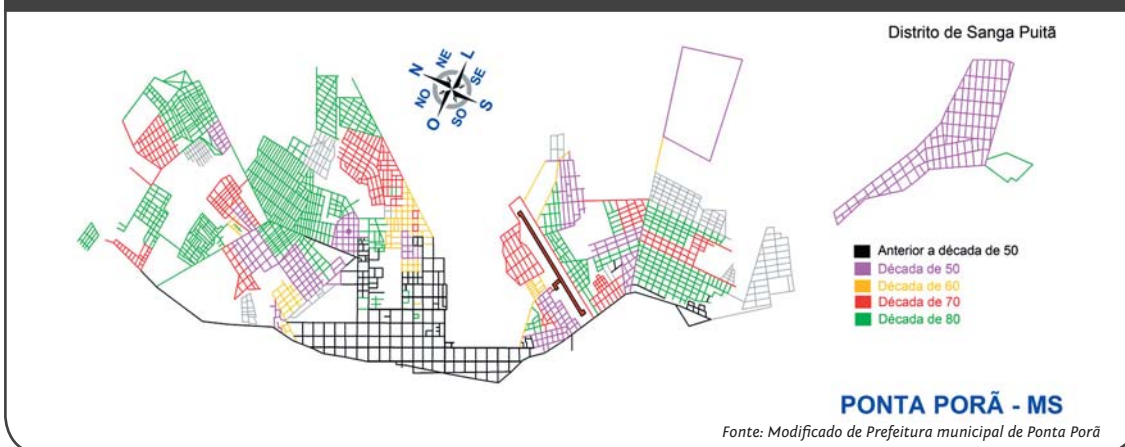 Distrito de Sanga Puitã
N
NE
L
SE
S
SO
O
NO
Anterior a década de 50
Década de 50
Década de 60
Década de 70
Década de 80
PONTA PORÃ - MS
Fonte: Modificado de Prefeitura municipal de Ponta Porã